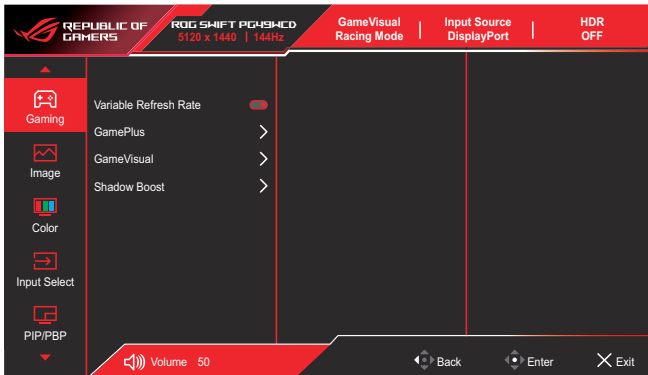 REPUBLIC OF
GAMERS
ROG SWIFT PG49WCD
5120 x 1440 | 144Hz
GameVisual
Racing Mode
Input Source
DisplayPort
HDR
OFF
Gaming
Image
Color
Input Select
PIP/PBP
Variable Refresh Rate
GamePlus
GameVisual
Shadow Boost
Volume 50
Back
Enter
Exit